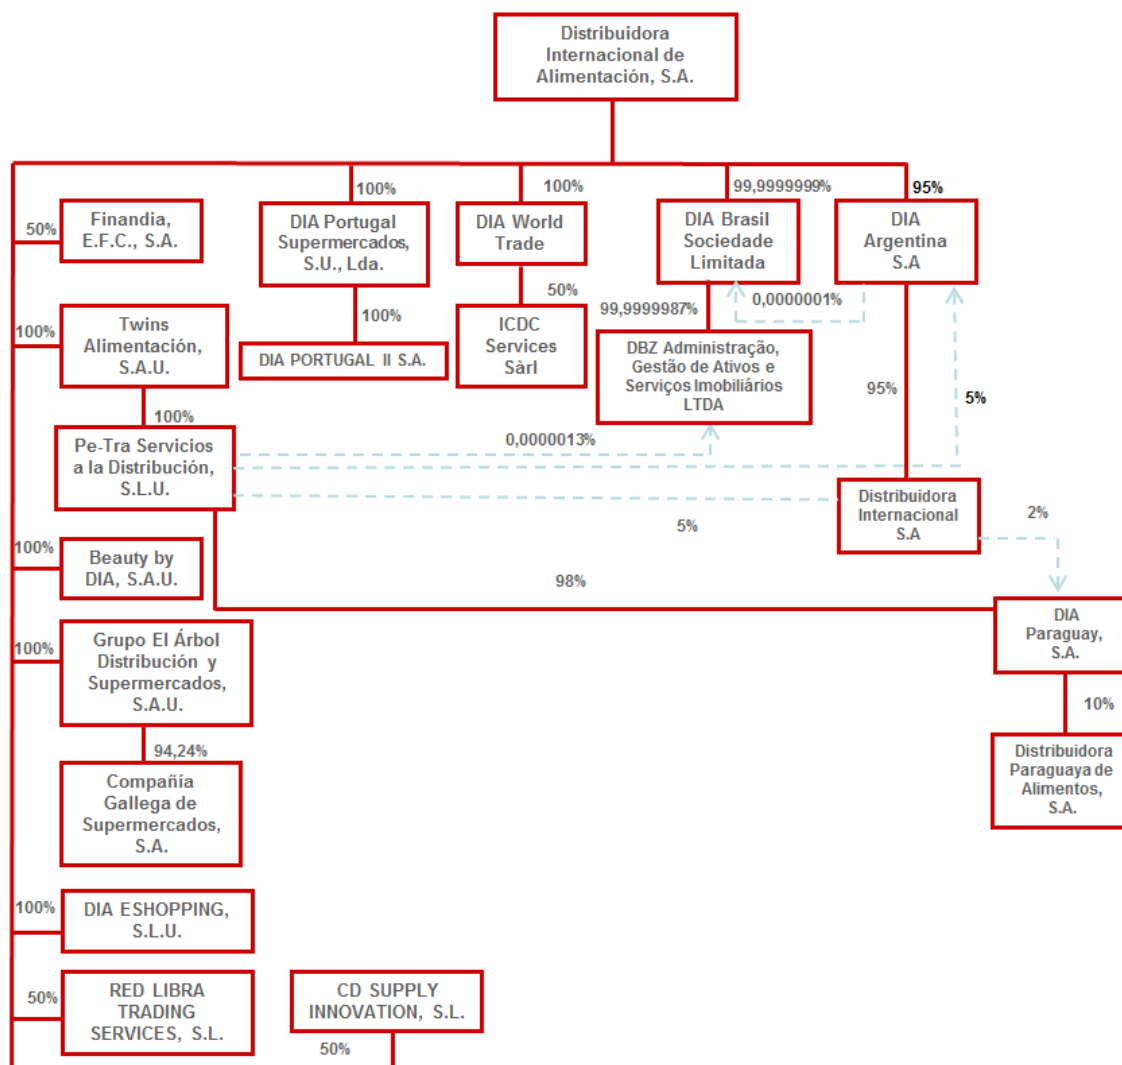 Distribuidora
Internacional de
Alimentación, S.A.
100%
100%
99,9999999%
95%
50%
Finandia,
E.F.C., S.A.
DIA Portugal
Supermercados,
S.U., Lda.
DIA World
Trade
DIA Brasil
Sociedade
Limitada
DIA
Argentina
S.A
100%
50%
99,9999987%
0,0000001%
100%
Twins
Alimentación,
S.A.U.
DIA PORTUGAL II S.A.
ICDC
Services
Sàrl
DBZ Administração,
Gestão de Ativos e
Serviços Imobiliários
LTDA
95%
5%
100%
Pe-Tra Servicios
a la Distribución,
S.L.U.
0,0000013%
5%
Distribuidora
Internacional
S.A
2%
100%
Beauty by
DIA, S.A.U.
98%
DIA
Paraguay,
S.A.
100%
Grupo El Árbol
Distribución y
Supermercados,
S.A.U.
10%
94,24%
Compañía
Gallega de
Supermercados,
S.A.
Distribuidora
Paraguaya de
Alimentos,
S.A.
100%
DIA ESHOPPING,
S.L.U.
50%
RED LIBRA
TRADING
SERVICES, S.L.
CD SUPPLY
INNOVATION, S.L.
50%